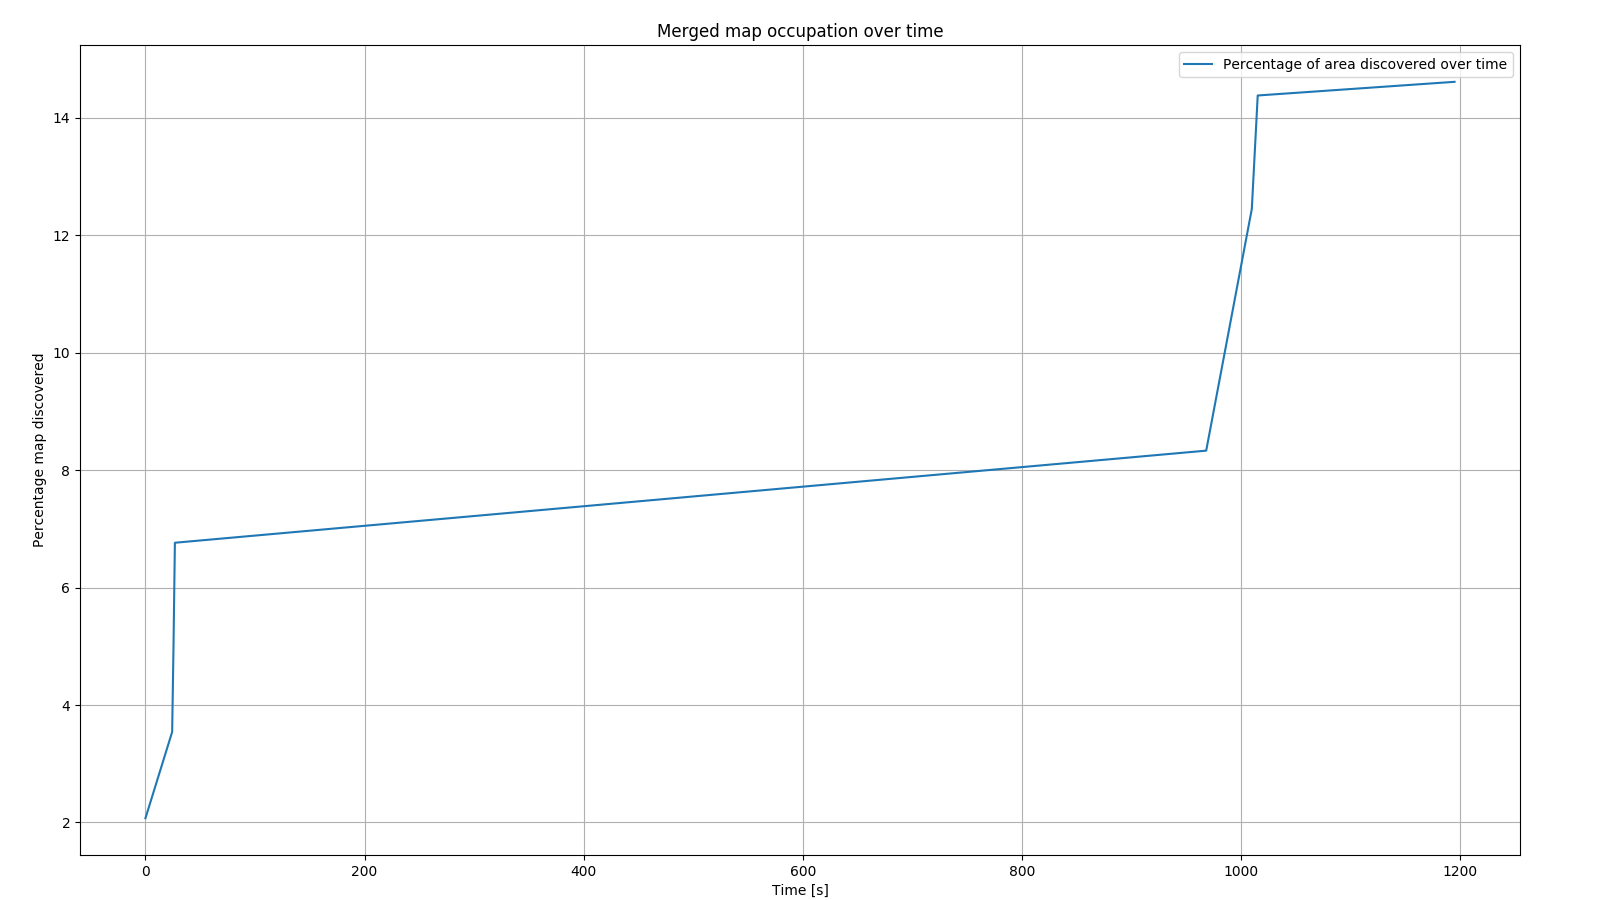 Merged map occupation over time
Percentage of area discovered over time
Percentage map discovered
14
12
10
8
6
4
2
0 200 400 600 800 1000 1200
Time [s]